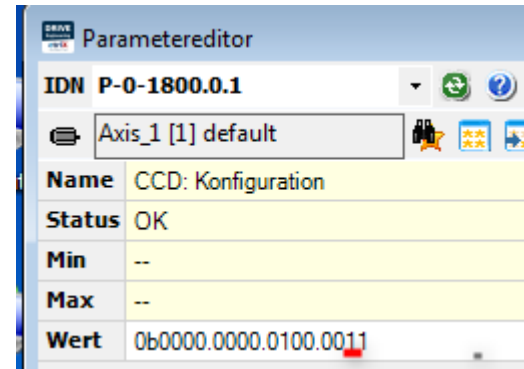 Parametereditor
IDN P-0-1800.0.1
Axis_1 [1] default
Name CCD: Konfiguration
Status OK
Min --
Max --
Wert 0b0000.0000.0100.0011